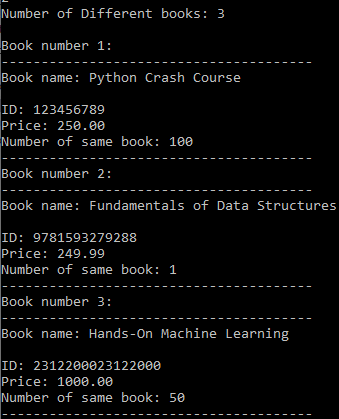 Number of Different books: 3
Book number 1:
---------------------------------------
Book name: Python Crash Course
ID: 123456789
Price: 250.00
Number of same book: 100
---------------------------------------
Book number 2:
---------------------------------------
Book name: Fundamentals of Data Structures
ID: 9781593279288
Price: 249.99
Number of same book: 1
---------------------------------------
Book number 3:
---------------------------------------
Book name: Hands-On Machine Learning
ID: 2312200023122000
Price: 1000.00
Number of same book: 50
---------------------------------------